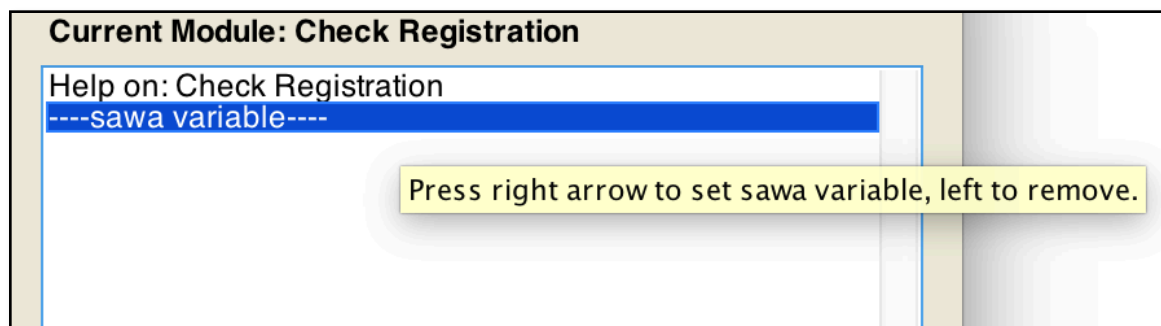 Current Module: Check Registration
Help on: Check Registration
----sawa variable----
Press right arrow to set sawa variable, left to remove.